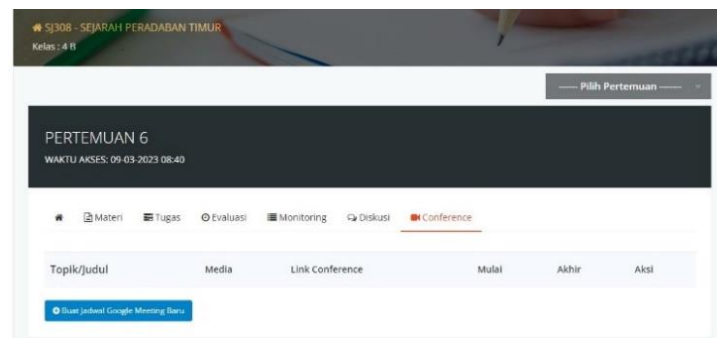 SJ308 - SEJARAH PERADABAN TIMUR
Kelas : 4 B
------ Pilih Pertemuan -------
PERTEMUAN 6
WAKTU AKSES: 09-03-2023 08:40
Materi Tugas Evaluasi Monitoring Diskusi Conference
Topik/Judul Media Link Conference Mulai Akhir Aksi
Buat Jadwal Google Meeting Baru